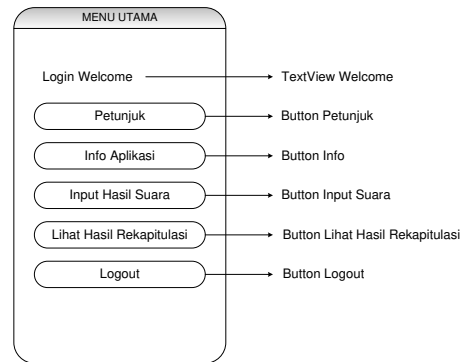 MENU UTAMA
Login Welcome
TextView Welcome
Petunjuk
Button Petunjuk
Info Aplikasi
Button Info
Input Hasil Suara
Button Input Suara
Lihat Hasil Rekapitulasi
Button Lihat Hasil Rekapitulasi
Logout
Button Logout